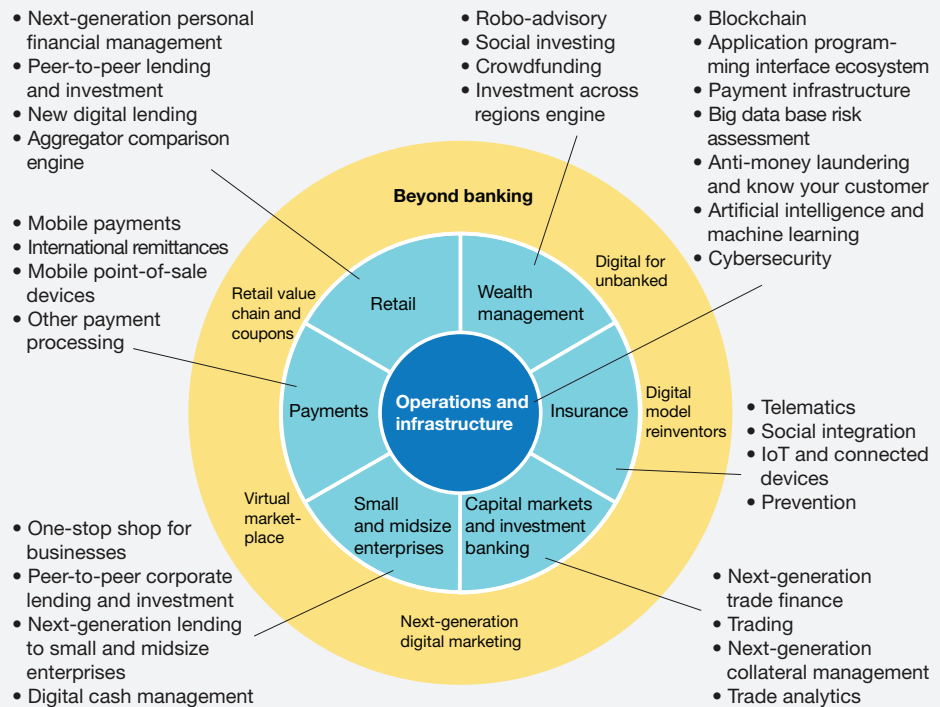 • Next-generation personal
financial management
• Peer-to-peer lending
and investment
• New digital lending
• Aggregator comparison
engine
• Robo-advisory
• Social investing
• Crowdfunding
• Investment across
regions engine
• Blockchain
• Application program-
ming interface ecosystem
• Payment infrastructure
• Big data base risk
assessment
• Anti-money laundering
and know your customer
• Artificial intelligence and
machine learning
• Cybersecurity
• Mobile payments
• International remittances
• Mobile point-of-sale
devices
• Other payment
processing
Beyond banking
Retail value
chain and
coupons
Retail
Wealth
management
Digital for
unbanked
Payments
Operations and
infrastructure
Insurance
Digital
model
reinventors
• Telematics
• Social integration
• IoT and connected
devices
• Prevention
Virtual
market-
place
Small
and midsize
enterprises
Capital markets
and investment
banking
Next-generation
digital marketing
• One-stop shop for
businesses
• Peer-to-peer corporate
lending and investment
• Next-generation lending
to small and midsize
enterprises
• Digital cash management
• Next-generation
trade finance
• Trading
• Next-generation
collateral management
• Trade analytics